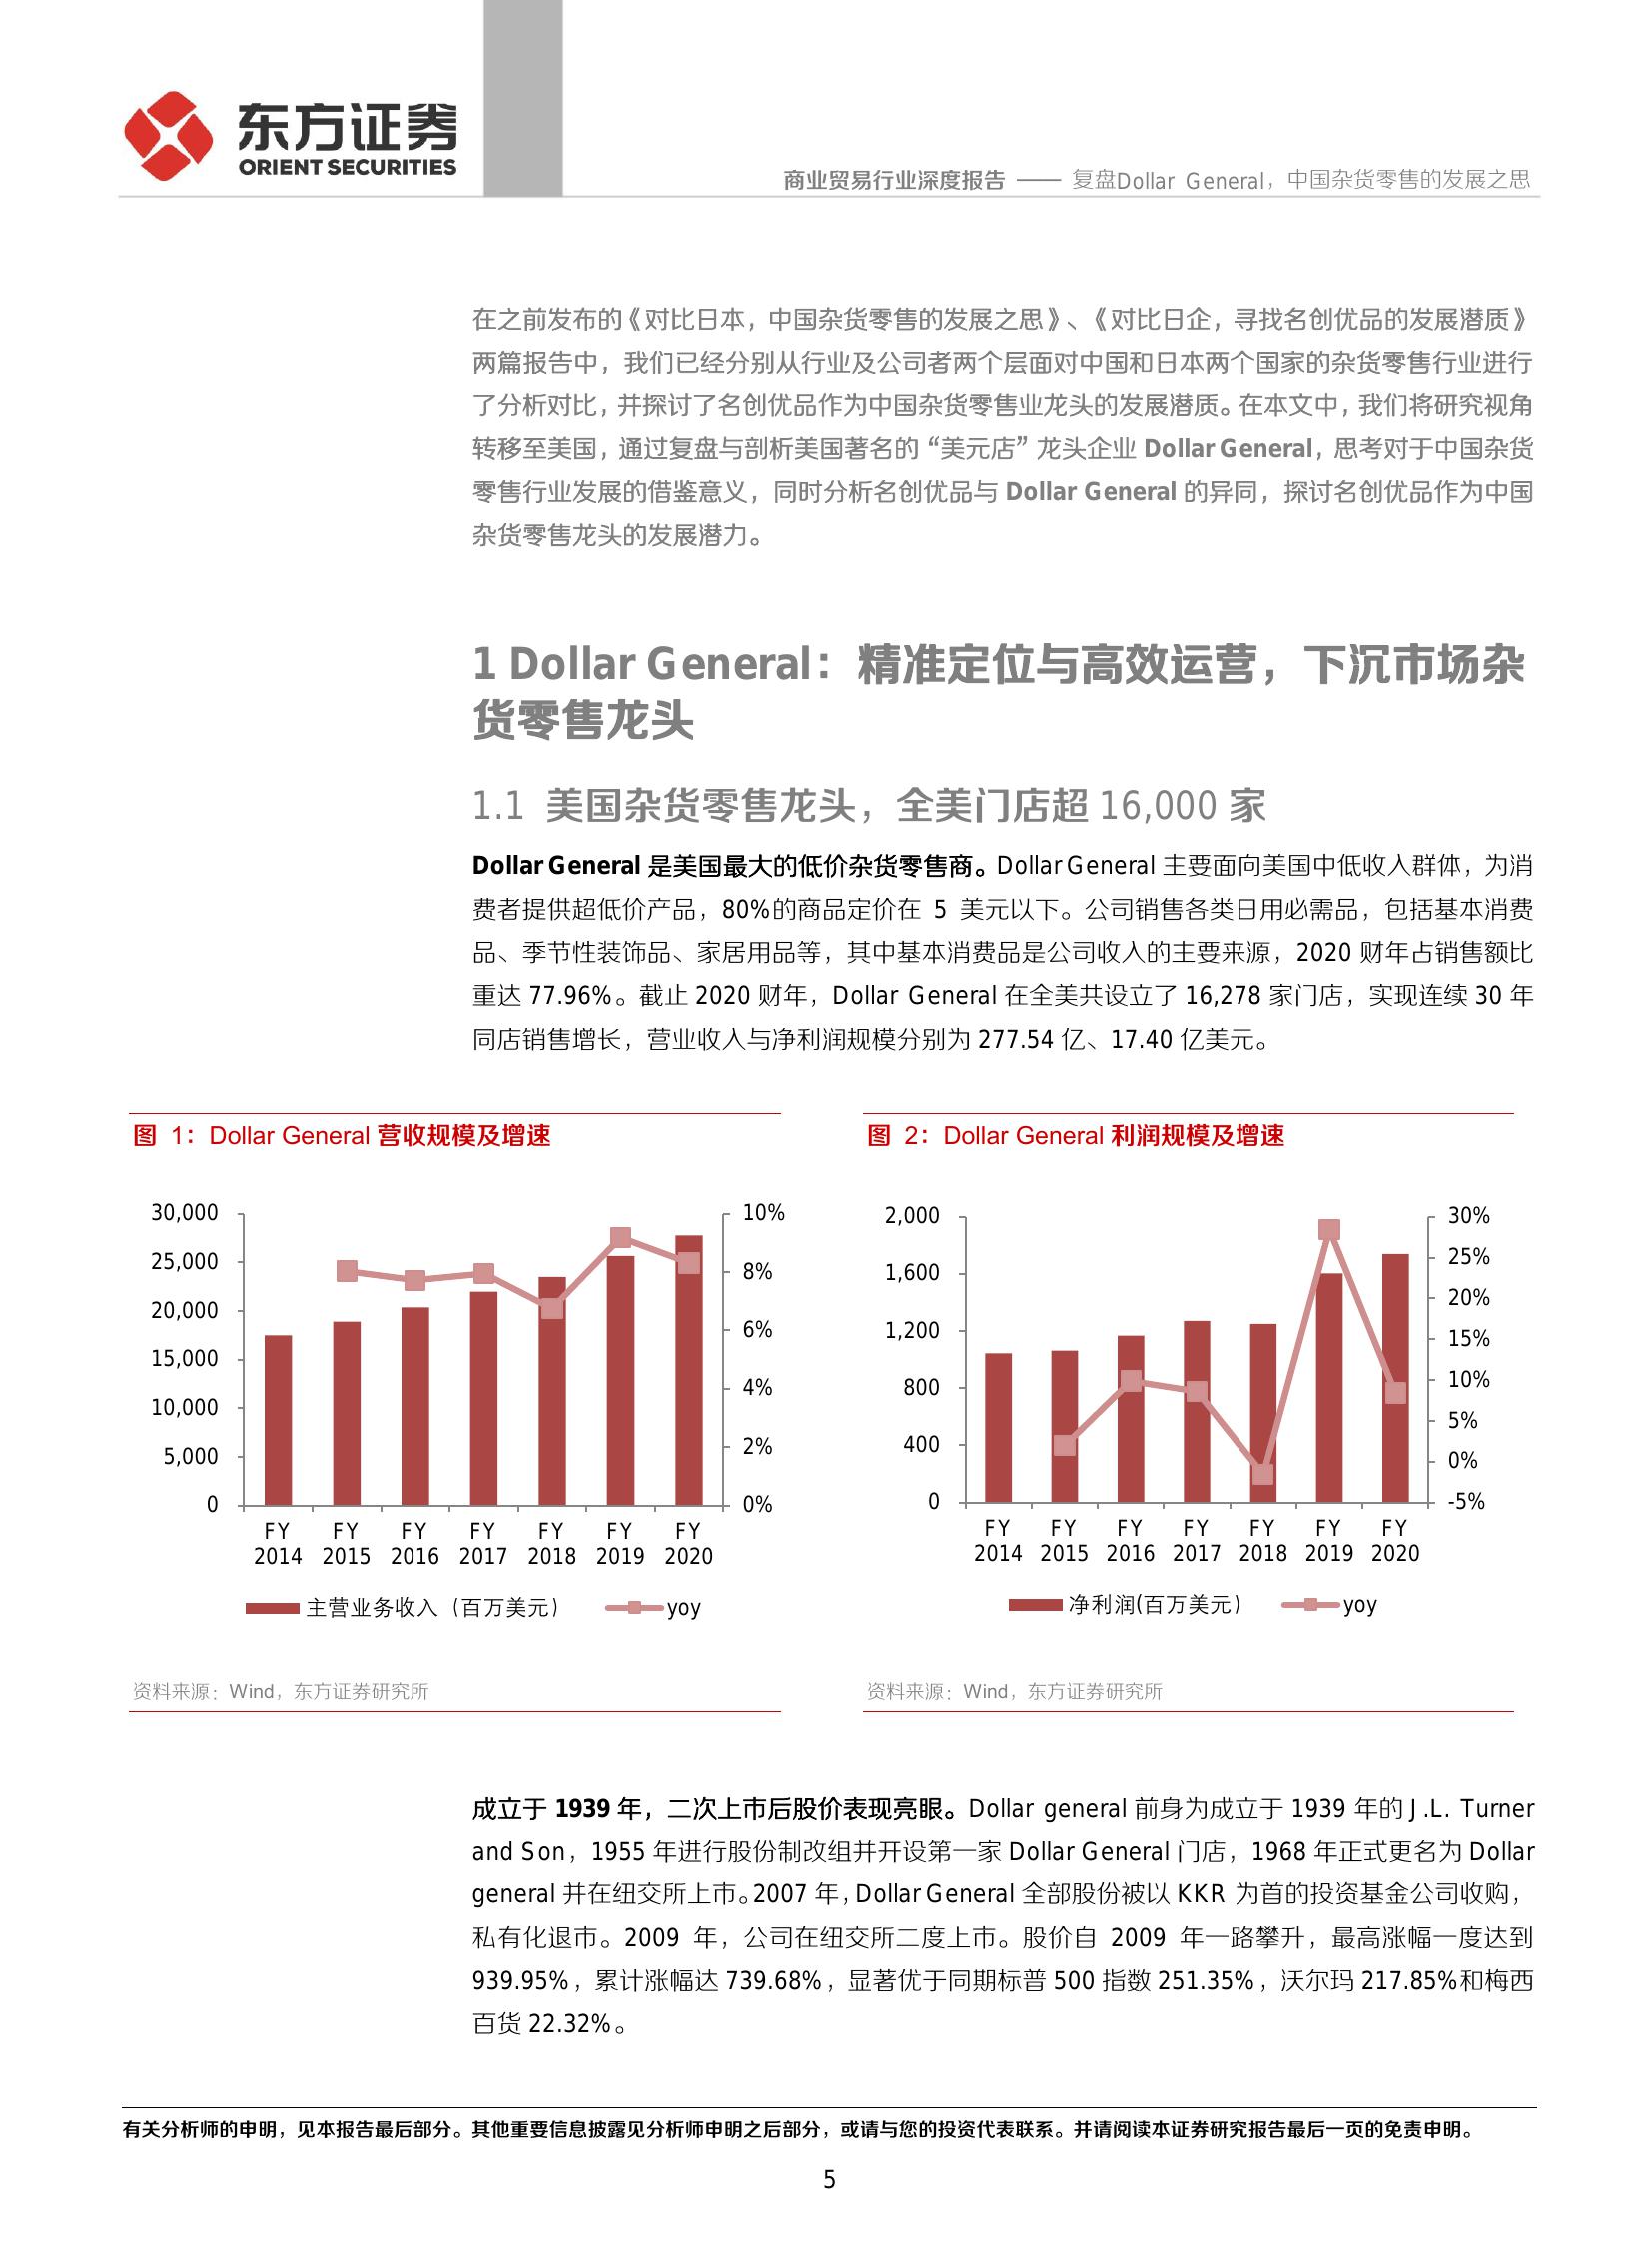 东方证券
ORIENT SECURITIES
商业贸易行业深度报告 —— 复盘Dollar General，中国杂货零售的发展之思
在之前发布的《对比日本，中国杂货零售的发展之思》、《对比日企，寻找名创优品的发展潜质》
两篇报告中，我们已经分别从行业及公司者两个层面对中国和日本两个国家的杂货零售行业进行
了分析对比，并探讨了名创优品作为中国杂货零售业龙头的发展潜质。在本文中，我们将研究视角
转移至美国，通过复盘与剖析美国著名的“美元店”龙头企业 Dollar General，思考对于中国杂货
零售行业发展的借鉴意义，同时分析名创优品与 Dollar General 的异同，探讨名创优品作为中国
杂货零售龙头的发展潜力。
1 Dollar General：精准定位与高效运营，下沉市场杂
货零售龙头
1.1 美国杂货零售龙头，全美门店超 16,000 家
Dollar General 是美国最大的低价杂货零售商。Dollar General 主要面向美国中低收入群体，为消
费者提供超低价产品，80%的商品定价在 5 美元以下。公司销售各类日用必需品，包括基本消费
品、季节性装饰品、家居用品等，其中基本消费品是公司收入的主要来源，2020 财年占销售额比
重达 77.96%。截止 2020 财年，Dollar General 在全美共设立了 16,278 家门店，实现连续 30 年
同店销售增长，营业收入与净利润规模分别为 277.54 亿、17.40 亿美元。
图 1：Dollar General 营收规模及增速
30,000
25,000
20,000
15,000
10,000
5,000
0
10%
8%
6%
4%
2%
0%
FY FY FY FY FY FY FY
2014 2015 2016 2017 2018 2019 2020
主营业务收入（百万美元） yoy
资料来源：Wind，东方证券研究所
图 2：Dollar General 利润规模及增速
2,000
1,600
1,200
800
400
0
30%
25%
20%
15%
10%
5%
0%
-5%
FY FY FY FY FY FY FY
2014 2015 2016 2017 2018 2019 2020
净利润(百万美元） yoy
资料来源：Wind，东方证券研究所
成立于 1939 年，二次上市后股价表现亮眼。Dollar general 前身为成立于 1939 年的 J.L. Turner
and Son，1955 年进行股份制改组并开设第一家 Dollar General 门店，1968 年正式更名为 Dollar
general 并在纽交所上市。2007 年，Dollar General 全部股份被以 KKR 为首的投资基金公司收购，
私有化退市。2009 年，公司在纽交所二度上市。股价自 2009 年一路攀升，最高涨幅一度达到
939.95%，累计涨幅达 739.68%，显著优于同期标普 500 指数 251.35%，沃尔玛 217.85%和梅西
百货 22.32%。
有关分析师的申明，见本报告最后部分。其他重要信息披露见分析师申明之后部分，或请与您的投资代表联系。并请阅读本证券研究报告最后一页的免责申明。
5